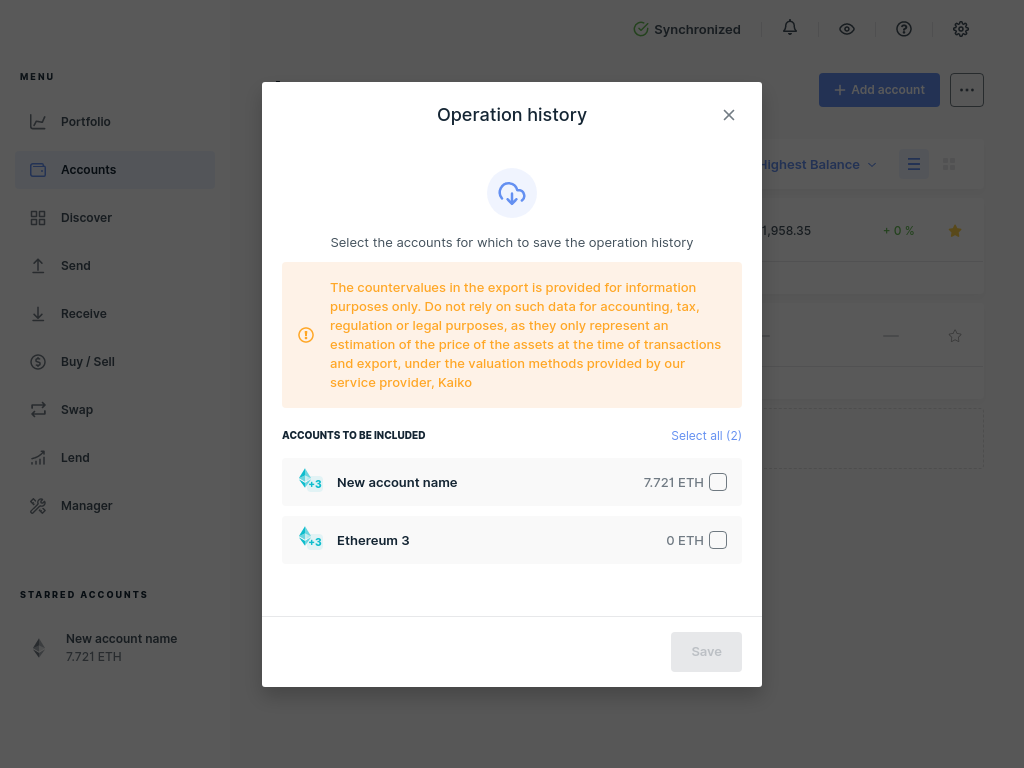 Synchronized
MENU
Portfolio
Accounts
Discover
Send
Receive
Buy / Sell
Swap
Lend
Manager
STARRED ACCOUNTS
New account name
7.721 ETH
+ Add account
Highest Balance
1,958.35
+ 0 %
—
Operation history
Select the accounts for which to save the operation history
The countervalues in the export is provided for information
purposes only. Do not rely on such data for accounting, tax,
regulation or legal purposes, as they only represent an
estimation of the price of the assets at the time of transactions
and export, under the valuation methods provided by our
service provider, Kaiko
ACCOUNTS TO BE INCLUDED
Select all (2)
+3 New account name 7.721 ETH
+3 Ethereum 3 0 ETH
Save